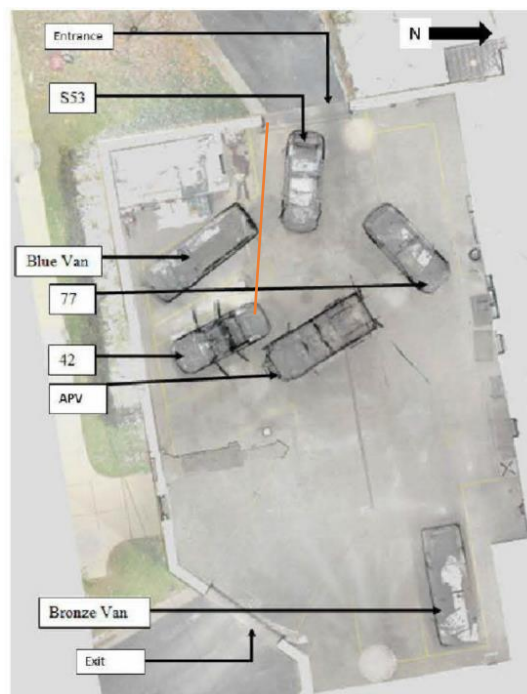 Entrance
N
S53
Blue Van
77
42
APV
Bronze Van
Exit